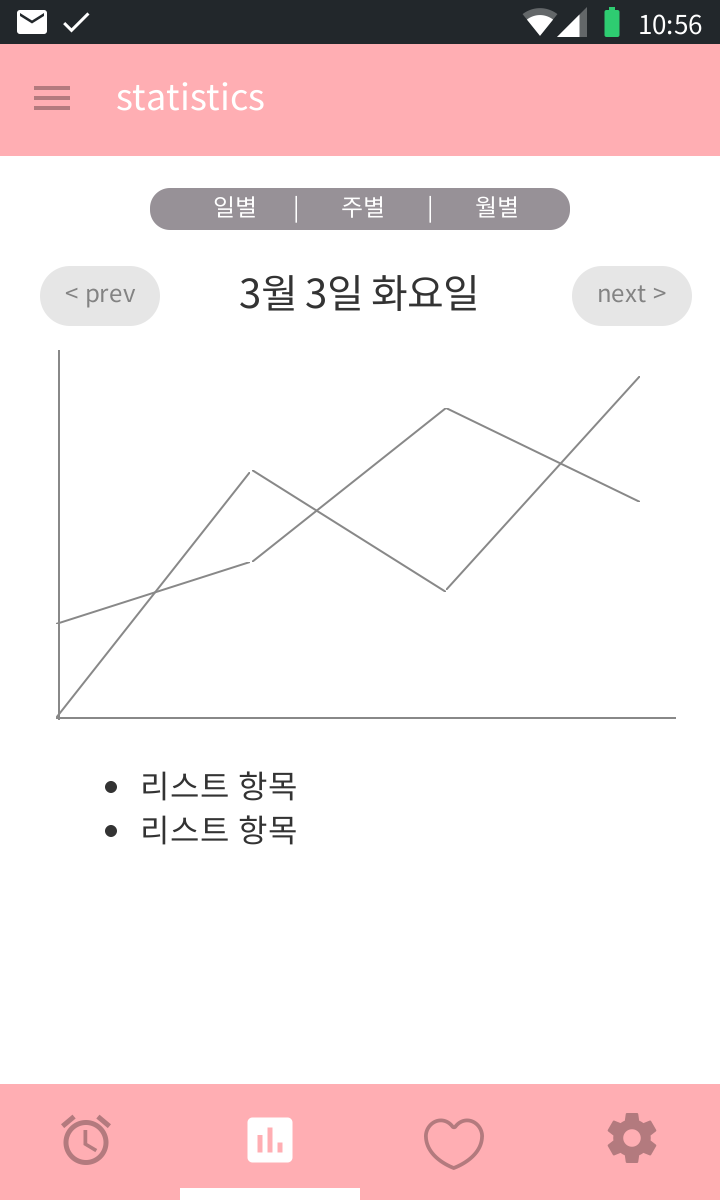 10:56
statistics
일별 | 주별 | 월별
< prev 3월 3일 화요일 next >
• 리스트 항목
• 리스트 항목